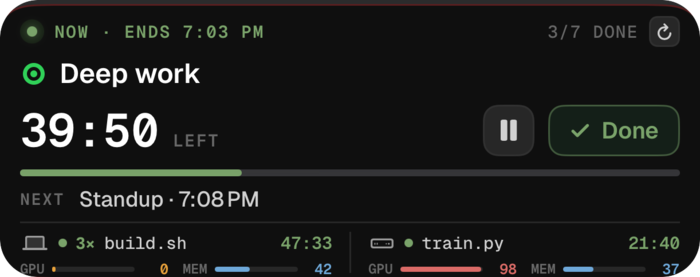 NOW · ENDS 7:03 PM 3/7 DONE
Deep work
39:50 LEFT Done
NEXT Standup · 7:08 PM
3× build.sh 47:33 train.py 21:40
GPU 0 MEM 42 GPU 98 MEM 37